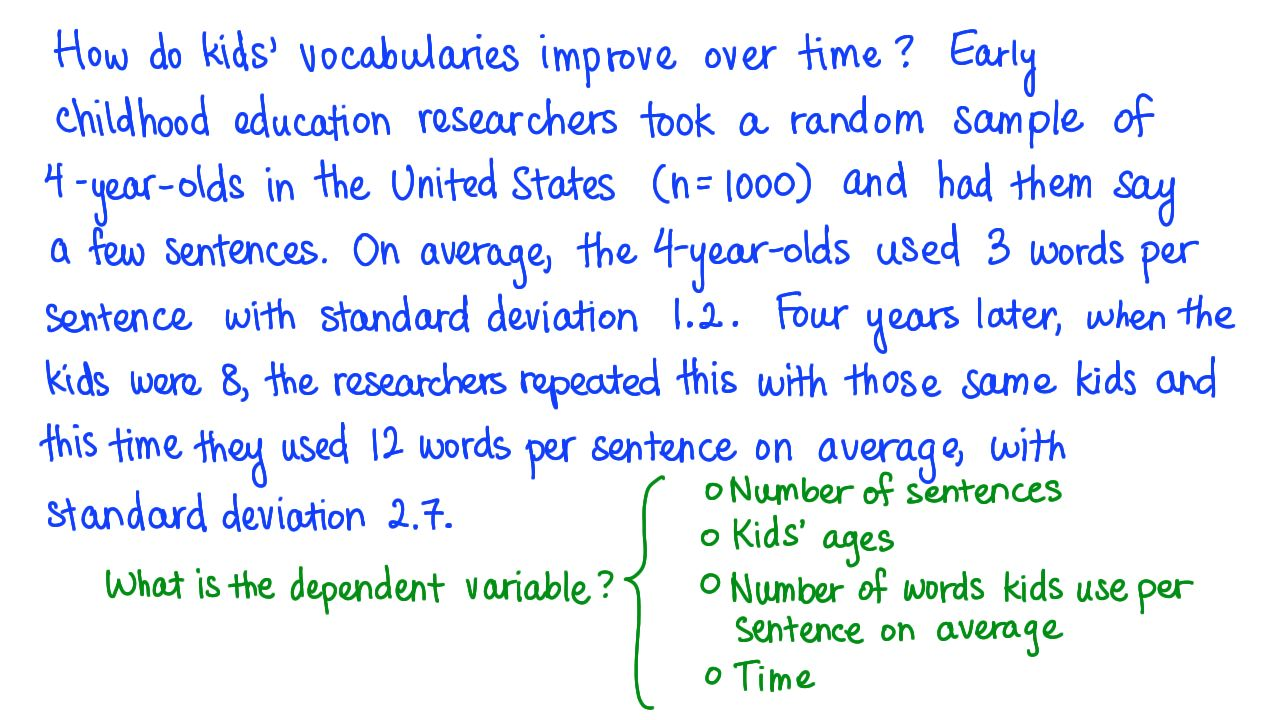 How do kids' vocabularies improve over time? Early
childhood education researchers took a random sample of
4-year-olds in the United States (n=1000) and had them say
a few sentences. On average, the 4-year-olds used 3 words per
sentence with standard deviation 1.2. Four years later, when the
kids were 8, the researchers repeated this with those same kids and
this time they used 12 words per sentence on average, with
standard deviation 2.7.
What is the dependent variable?
o Number of sentences
o Kids' ages
o Number of words kids use per
sentence on average
o Time